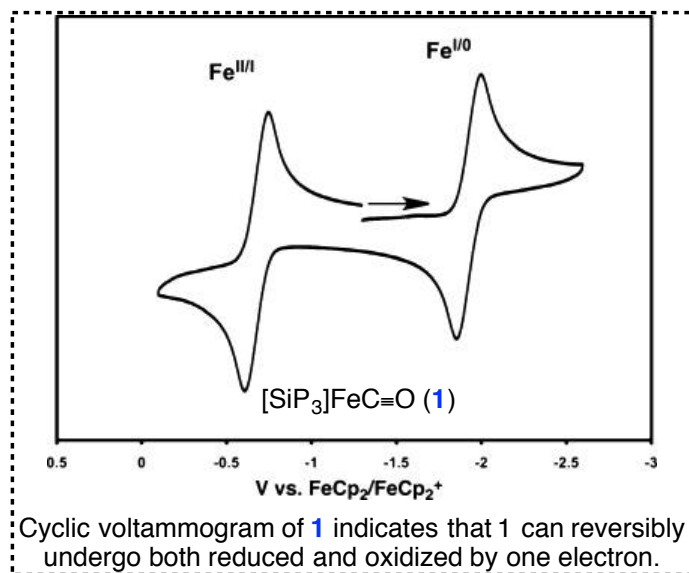 Fe^II/I
Fe^I/0
[SiP₃]FeC≡O (1)
0.5 0 -0.5 -1 -1.5 -2 -2.5 -3
V vs. FeCp₂/FeCp₂⁺
Cyclic voltammogram of 1 indicates that 1 can reversibly
undergo both reduced and oxidized by one electron.